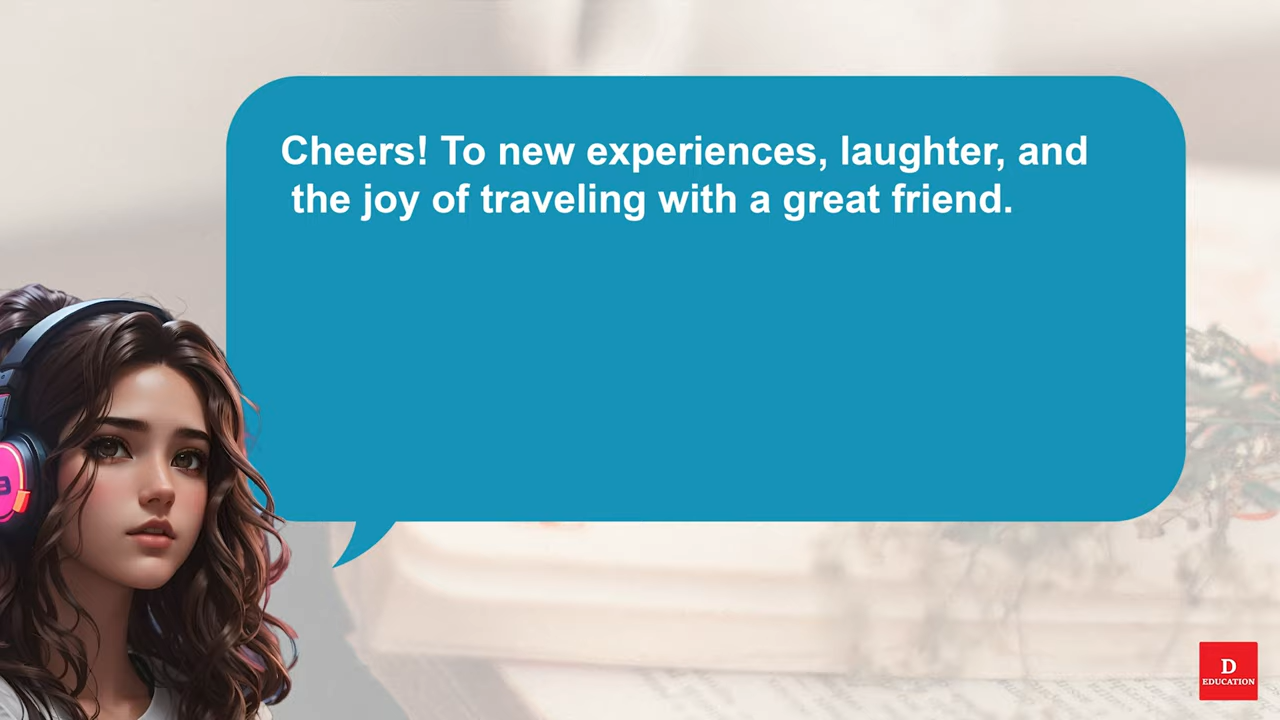 Cheers! To new experiences, laughter, and
the joy of traveling with a great friend.
D
EDUCATION